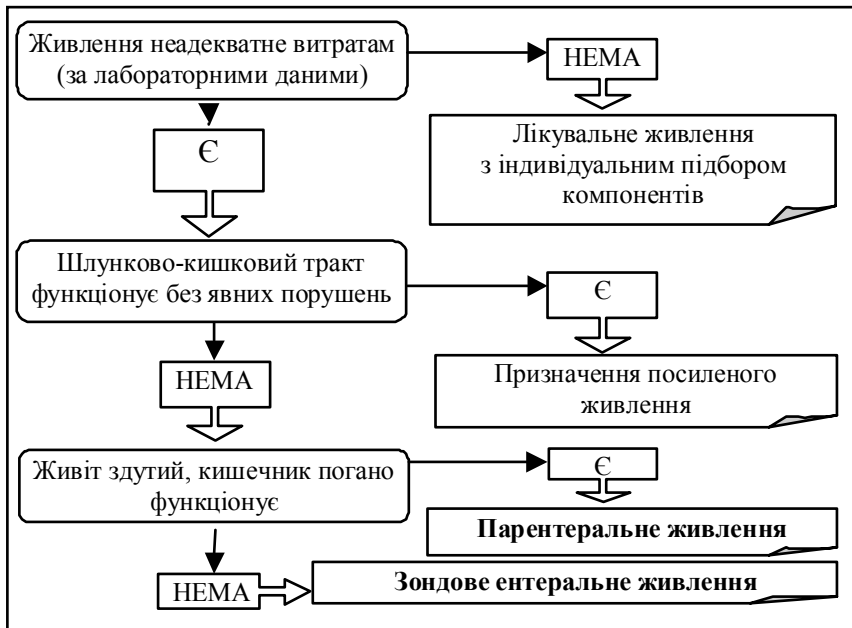 Живлення неадекватне витратам
(за лабораторними даними)
НЕМА
Лікувальне живлення
з індивідуальним підбором
компонентів
Є
Шлунково-кишковий тракт
функціонує без явних порушень
Є
Призначення посиленого
живлення
НЕМА
Живіт здутий, кишечник погано
функціонує
Є
Парентеральне живлення
НЕМА
Зондове ентеральне живлення